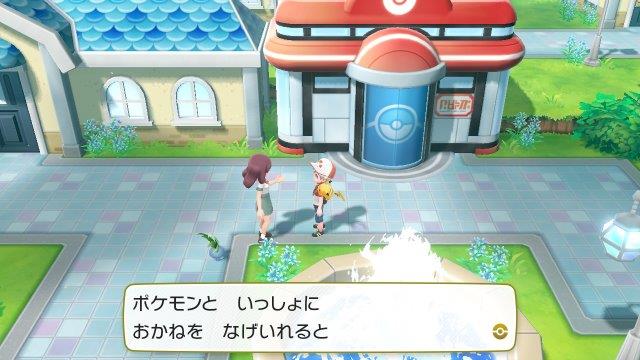 ボケモンと　いっしょに
おかねを　なげいれると